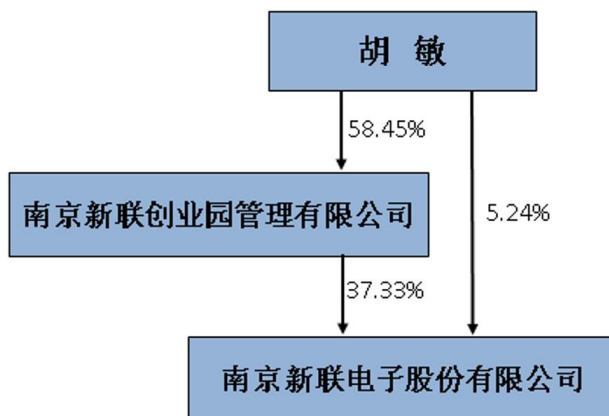 胡 敏
58.45%
南京新联创业园管理有限公司
5.24%
37.33%
南京新联电子股份有限公司